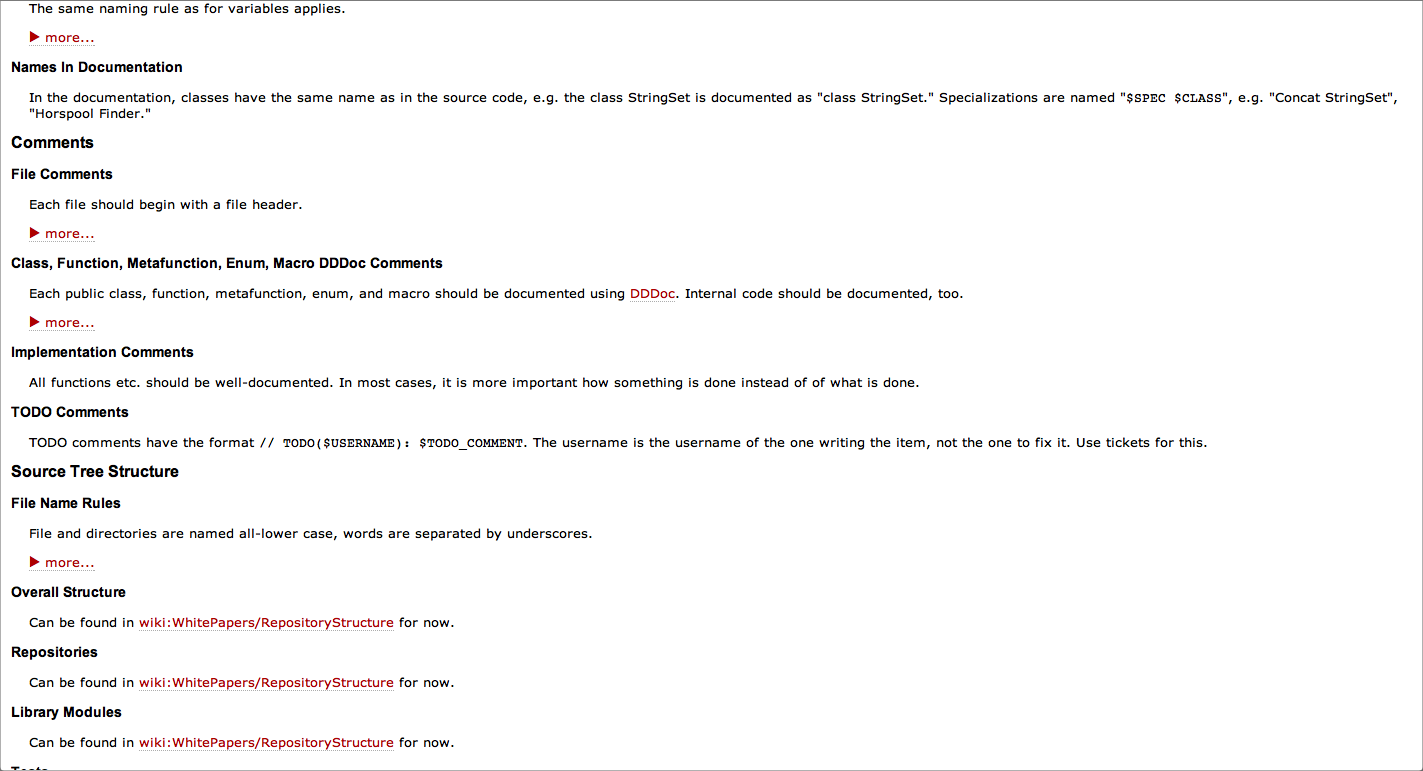 The same naming rule as for variables applies.
▶ more...
Names In Documentation
In the documentation, classes have the same name as in the source code, e.g. the class StringSet is documented as "class StringSet." Specializations are named "$SPEC $CLASS", e.g. "Concat StringSet",
"Horspool Finder."
Comments
File Comments
Each file should begin with a file header.
▶ more...
Class, Function, Metafunction, Enum, Macro DDDoc Comments
Each public class, function, metafunction, enum, and macro should be documented using DDDoc. Internal code should be documented, too.
▶ more...
Implementation Comments
All functions etc. should be well-documented. In most cases, it is more important how something is done instead of of what is done.
TODO Comments
TODO comments have the format // TODO($USERNAME): $TODO_COMMENT. The username is the username of the one writing the item, not the one to fix it. Use tickets for this.
Source Tree Structure
File Name Rules
File and directories are named all-lower case, words are separated by underscores.
▶ more...
Overall Structure
Can be found in wiki:WhitePapers/RepositoryStructure for now.
Repositories
Can be found in wiki:WhitePapers/RepositoryStructure for now.
Library Modules
Can be found in wiki:WhitePapers/RepositoryStructure for now.